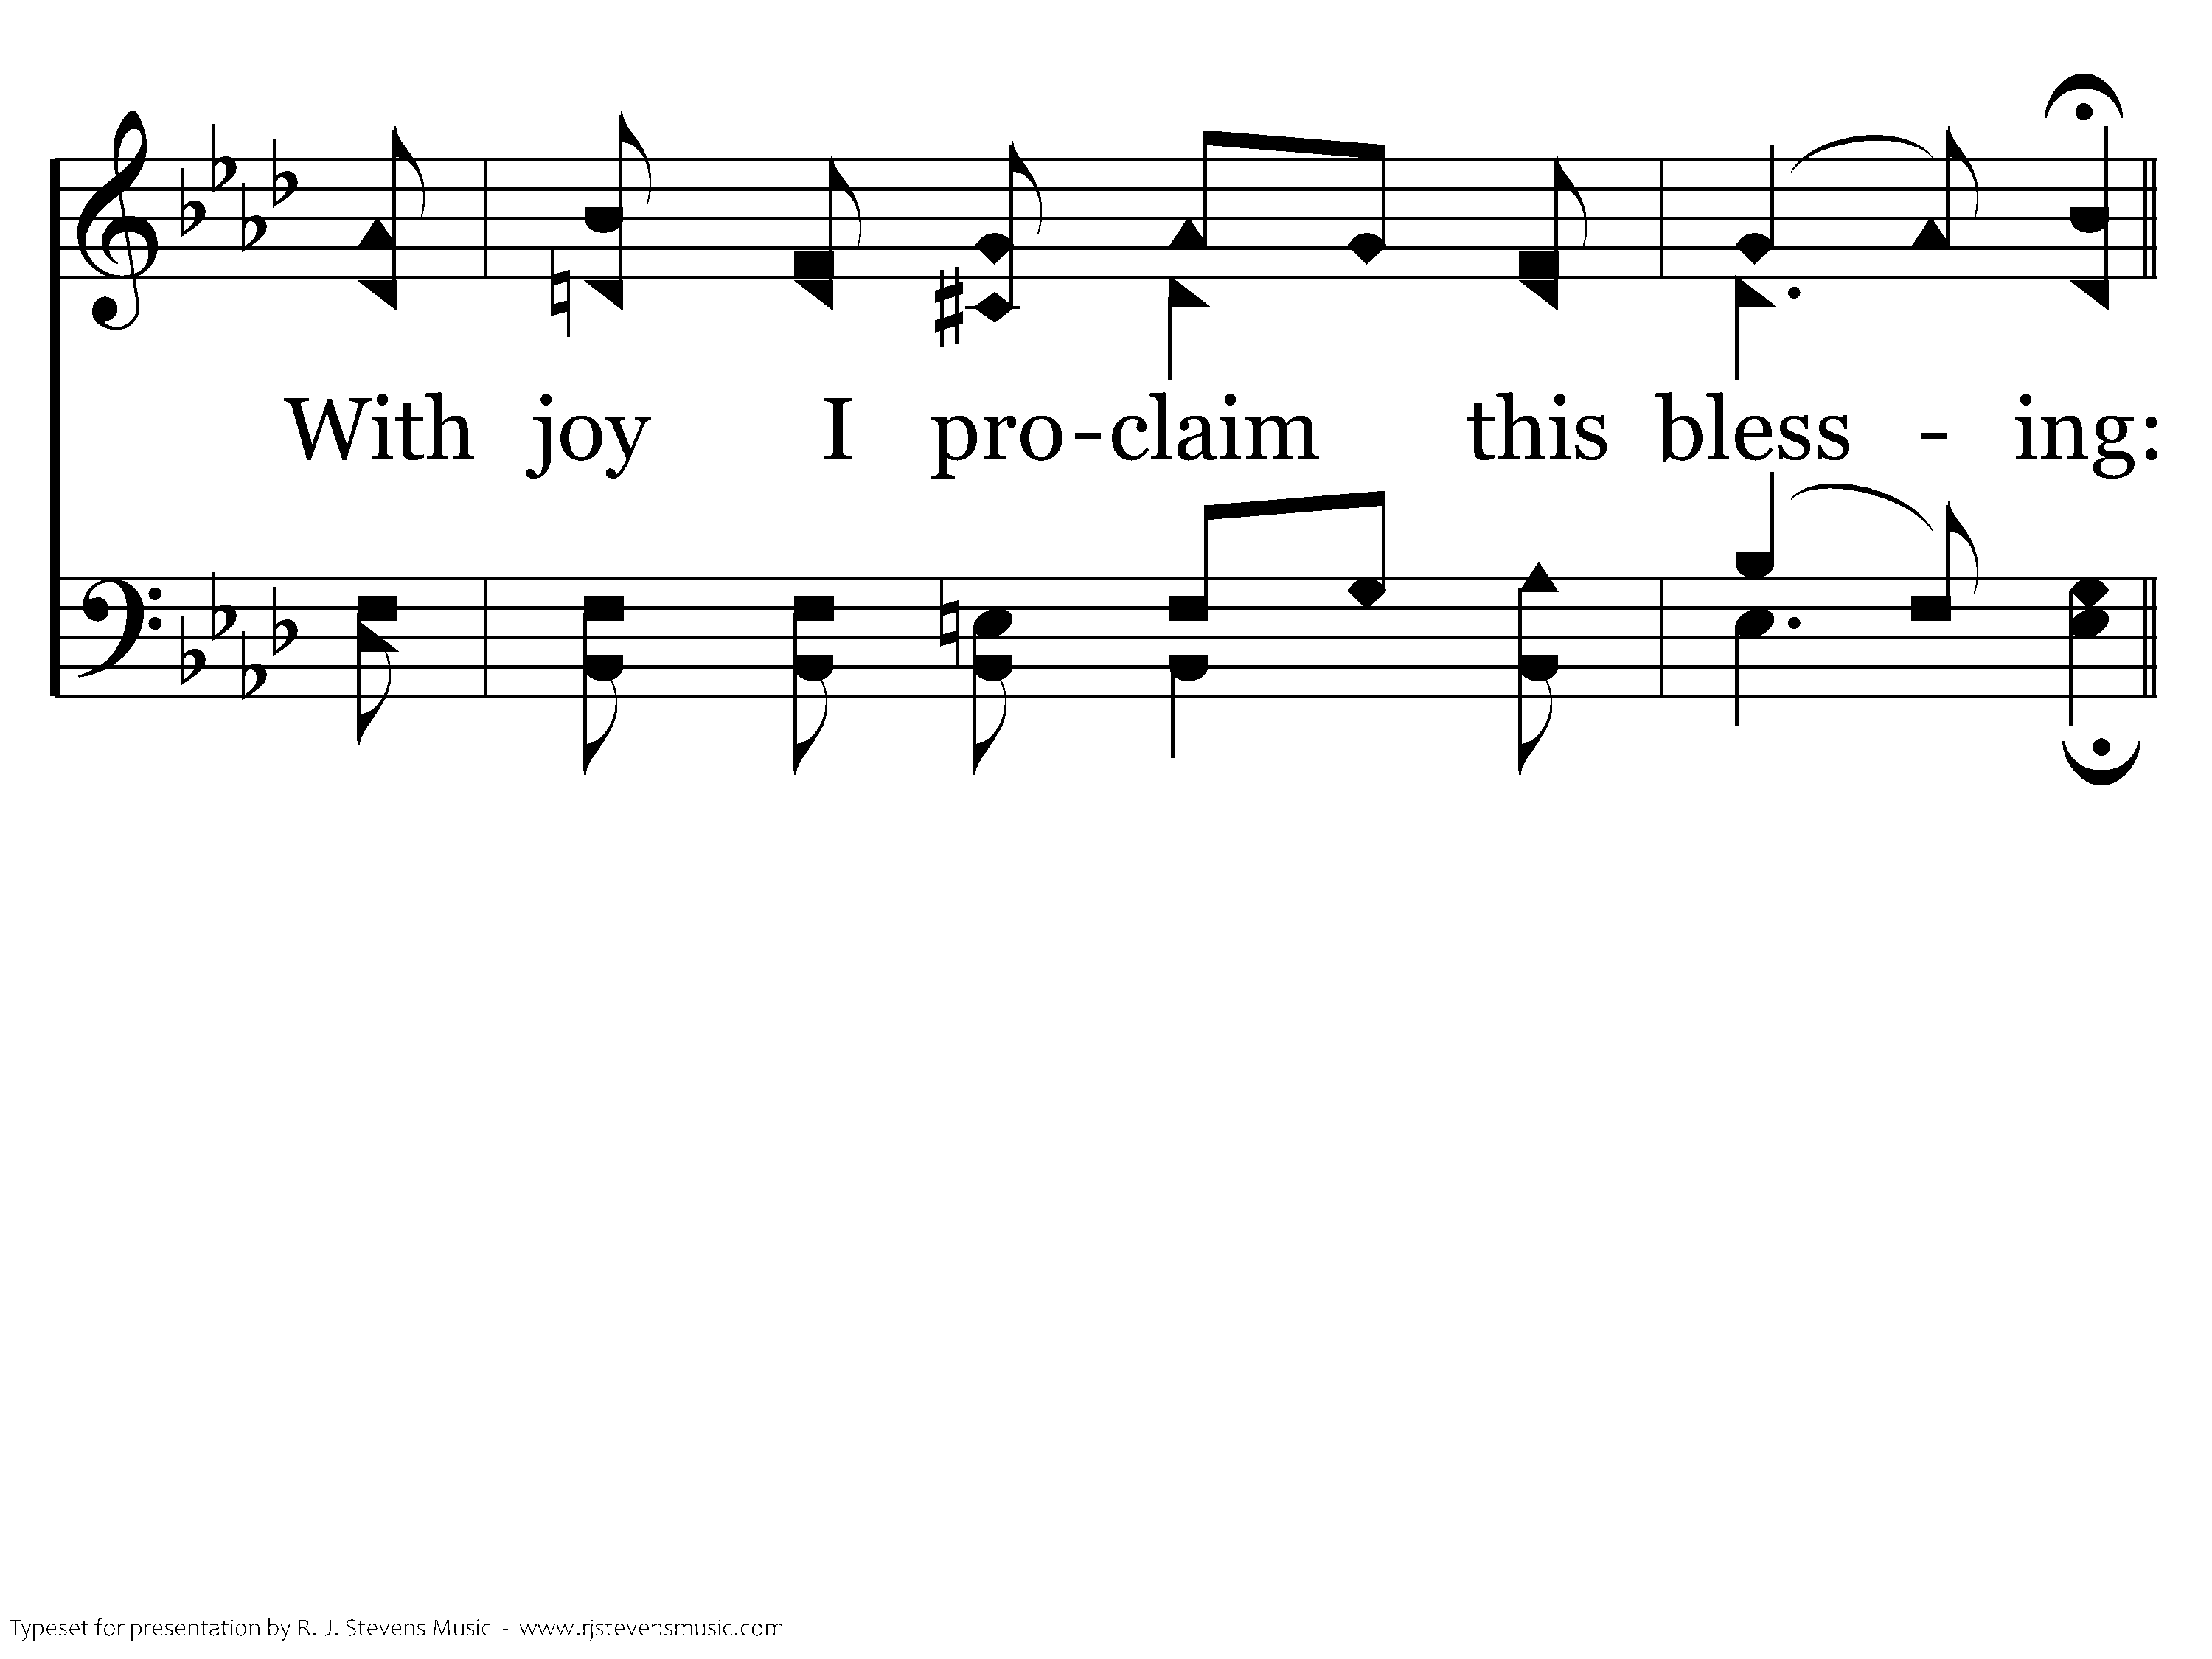 With joy I pro-claim this bless - ing:
Typeset for presentation by R. J. Stevens Music - www.rjstevensmusic.com